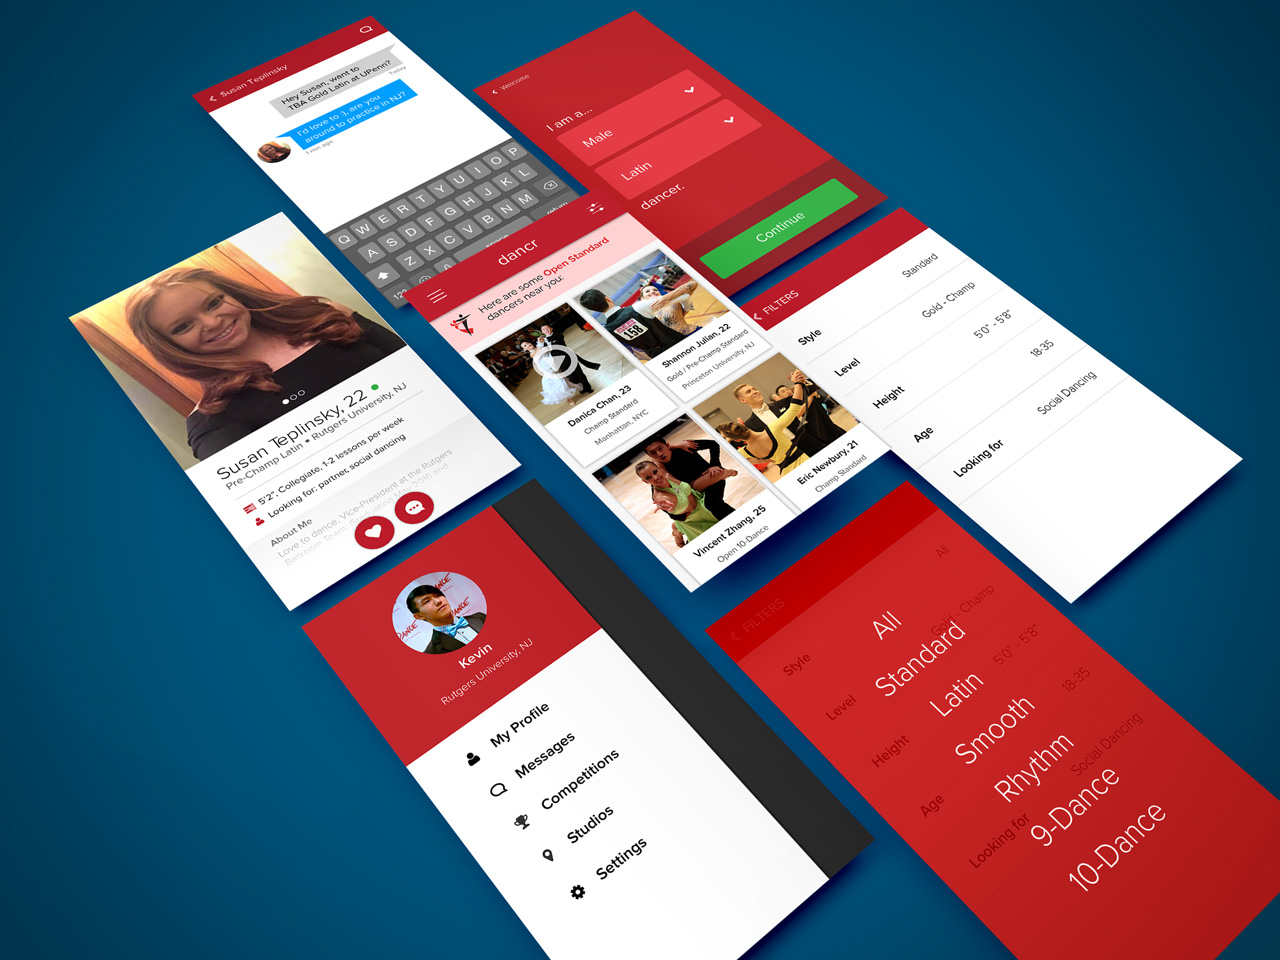 Susan Teplinsky
Hey Susan, want to
TBA Gold Latin at UPenn?
Today
I'd love to :), are you
around to practice in NJ?
1 min ago
Q W E R T Y U I O P
A S D F G H J K L
Z X C V B N M
123
space
return
Welcome
I am a...
Male
Latin
dancer.
Continue
Susan Teplinsky, 22
Pre-Champ Latin • Rutgers University, NJ
5'2", Collegiate, 1-2 lessons per week
Looking for: partner, social dancing
About Me
Love to dance, Vice-President at the Rutgers
Ballroom Team. Graduating May 2016 and
dancr
Here are some Open Standard
dancers near you:
158
Danica Chan, 23
Champ Standard
Manhattan, NYC
Shannon Julian, 22
Gold / Pre-Champ Standard
Princeton University, NJ
Vincent Zhang, 25
Open 10-Dance
Eric Newbury, 21
Champ Standard
FILTERS
Style Standard
Level Gold - Champ
Height 5'0" - 5'8"
Age 18-35
Looking for Social Dancing
DANCE
Kevin
Rutgers University, NJ
My Profile
Messages
Competitions
Studios
Settings
FILTERS
Style All
Level Gold - Champ
Height 5'0" - 5'8"
Age 18-35
Looking for Social Dancing
All
Standard
Latin
Smooth
Rhythm
9-Dance
10-Dance